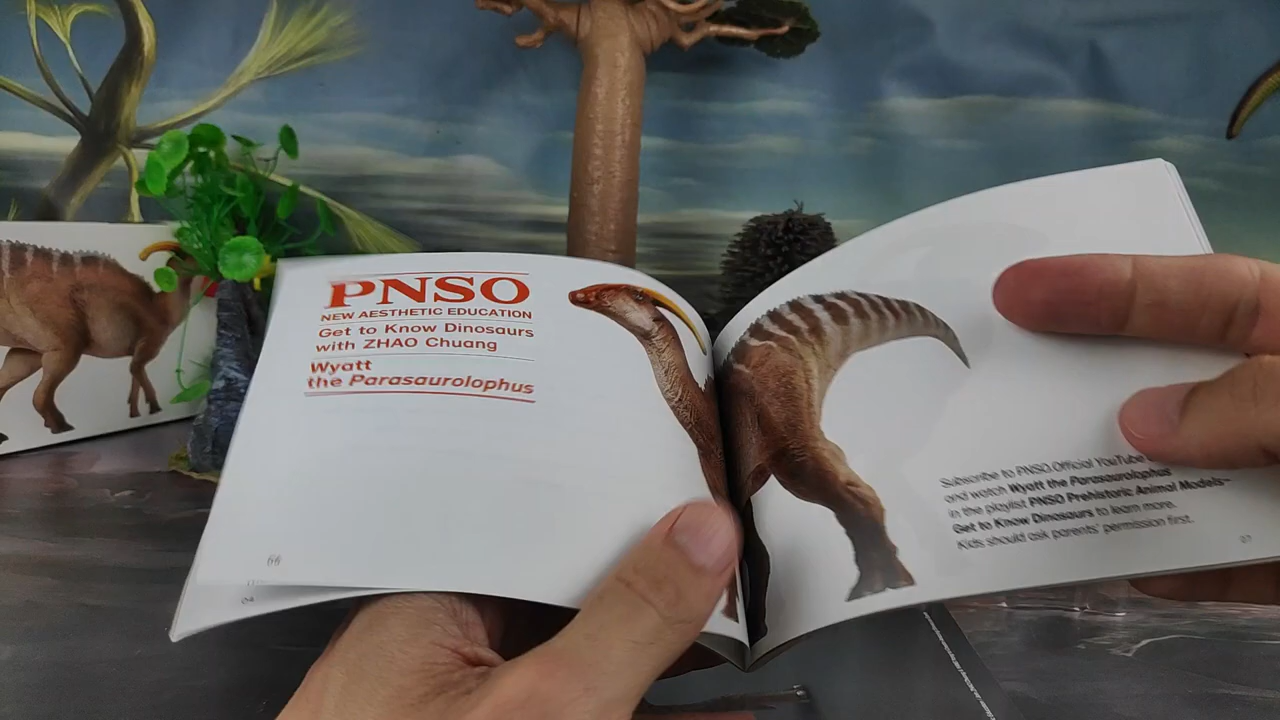 PNSO
NEW AESTHETIC EDUCATION
Get to Know Dinosaurs
with ZHAO Chuang
Wyatt
the Parasaurolophus
66
Subscribe to PNSO Official YouTube
and watch Wyatt the Parasaurolophus
in the playlist PNSO Prehistoric Animal Models—
Get to Know Dinosaurs to learn more.
Kids should ask parents' permission first.